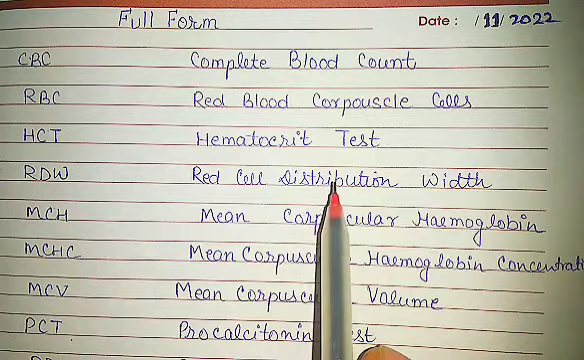 Full Form Date : /11/2022
CBC Complete Blood Count
RBC Red Blood Corpouscle Cells
HCT Hematocrit Test
RDW Red Cell Distribution Width
MCH Mean Haemoglobin
MCHC Mean Haemoglobin
MCV Mean Volume
PCT Procalcitonin